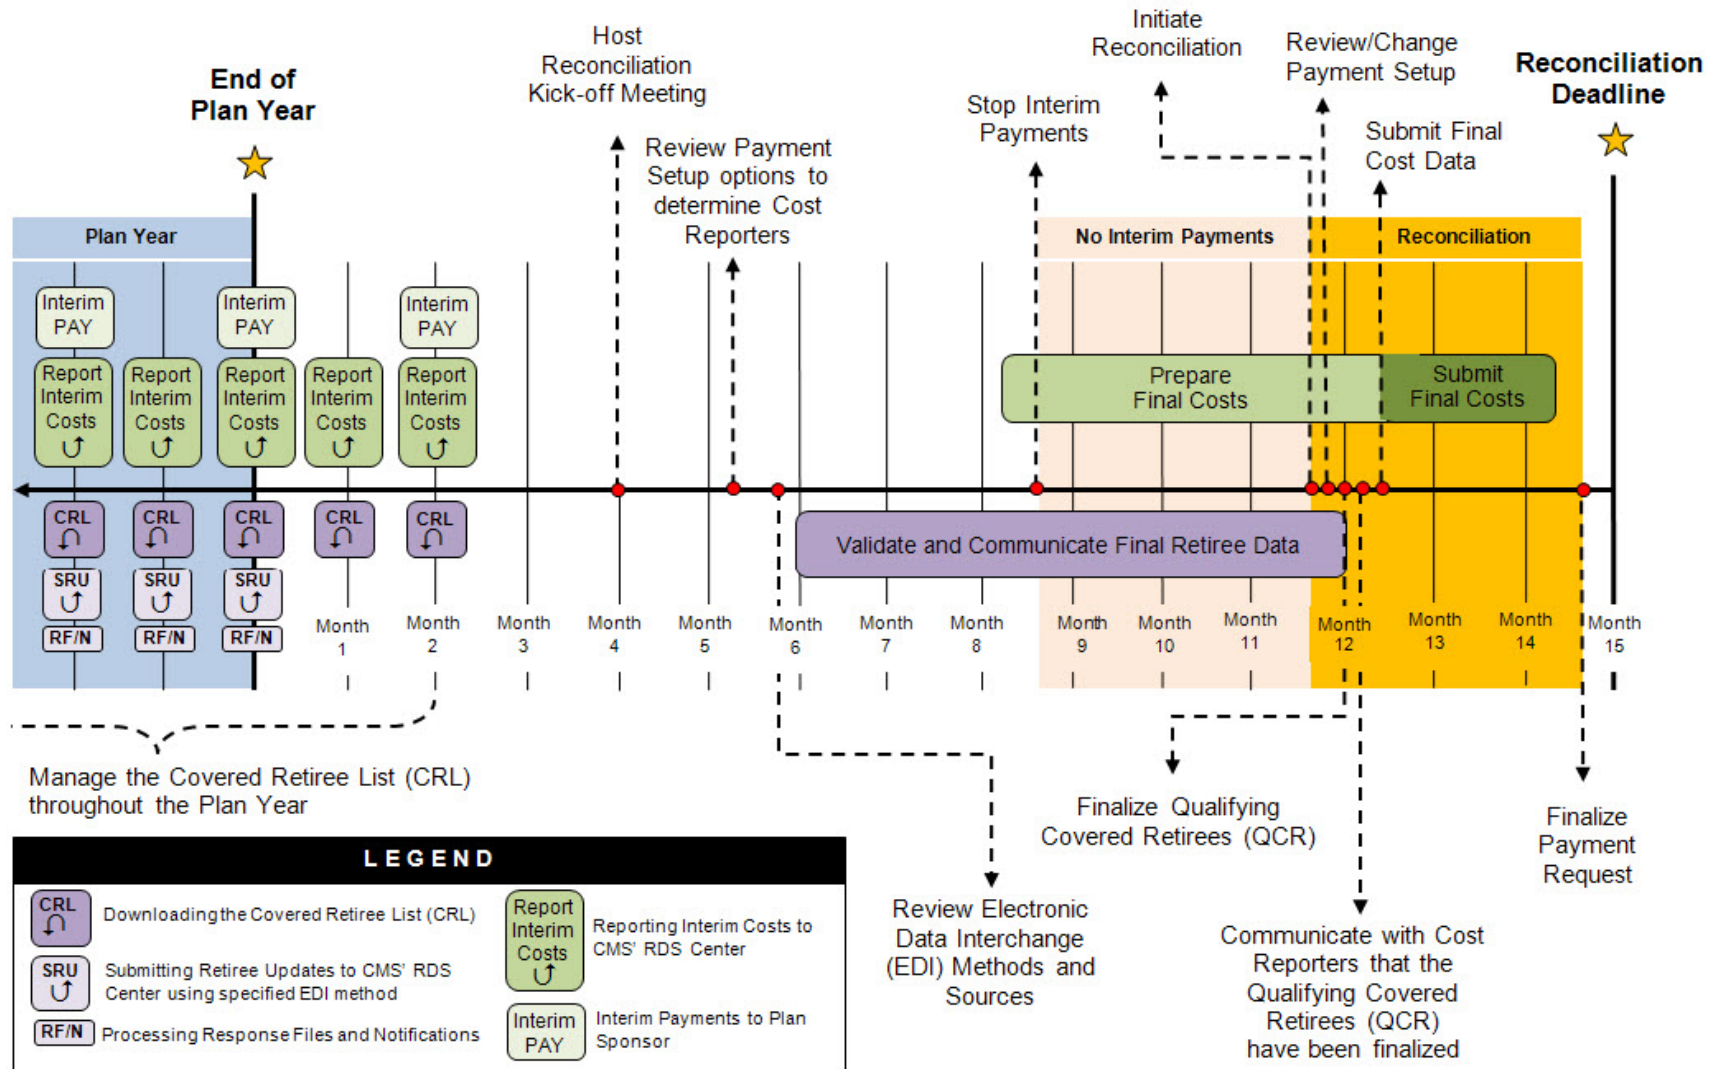 Host
Reconciliation
Kick-off Meeting
Initiate
Reconciliation
Review/Change
Payment Setup
Reconciliation
Deadline
End of
Plan Year
Stop Interim
Payments
Submit Final
Cost Data
Review Payment
Setup options to
determine Cost
Reporters
Plan Year
No Interim Payments
Reconciliation
Interim
PAY
Interim
PAY
Interim
PAY
Report
Interim
Costs
Report
Interim
Costs
Report
Interim
Costs
Report
Interim
Costs
Report
Interim
Costs
Prepare
Final Costs
Submit
Final Costs
CRL
CRL
CRL
CRL
CRL
Validate and Communicate Final Retiree Data
SRU
SRU
SRU
RF/N
RF/N
RF/N
Month
1
Month
2
Month
3
Month
4
Month
5
Month
6
Month
7
Month
8
Month
9
Month
10
Month
11
Month
12
Month
13
Month
14
Month
15
Manage the Covered Retiree List (CRL)
throughout the Plan Year
Finalize Qualifying
Covered Retirees (QCR)
Finalize
Payment
Request
Review Electronic
Data Interchange
(EDI) Methods and
Sources
Communicate with Cost
Reporters that the
Qualifying Covered
Retirees (QCR)
have been finalized
LEGEND
CRL
Downloading the Covered Retiree List (CRL)
SRU
Submitting Retiree Updates to CMS' RDS
Center using specified EDI method
RF/N
Processing Response Files and Notifications
Report
Interim
Costs
Reporting Interim Costs to
CMS' RDS Center
Interim
PAY
Interim Payments to Plan
Sponsor